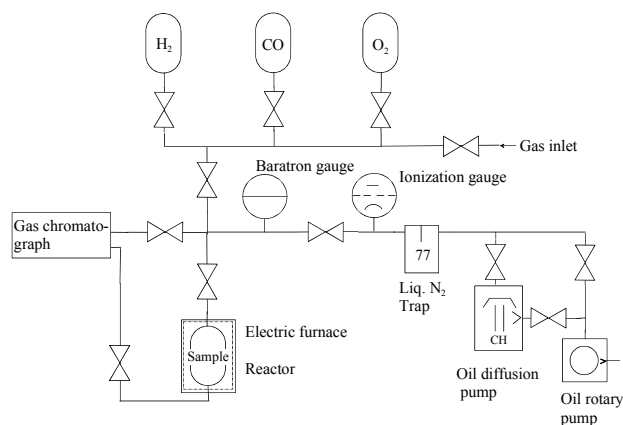 H2
CO
O2
Gas inlet
Baratron gauge
Ionization gauge
Gas chromato-
graph
77
Liq. N2
Trap
Electric furnace
Sample
Reactor
CH
Oil diffusion
pump
Oil rotary
pump